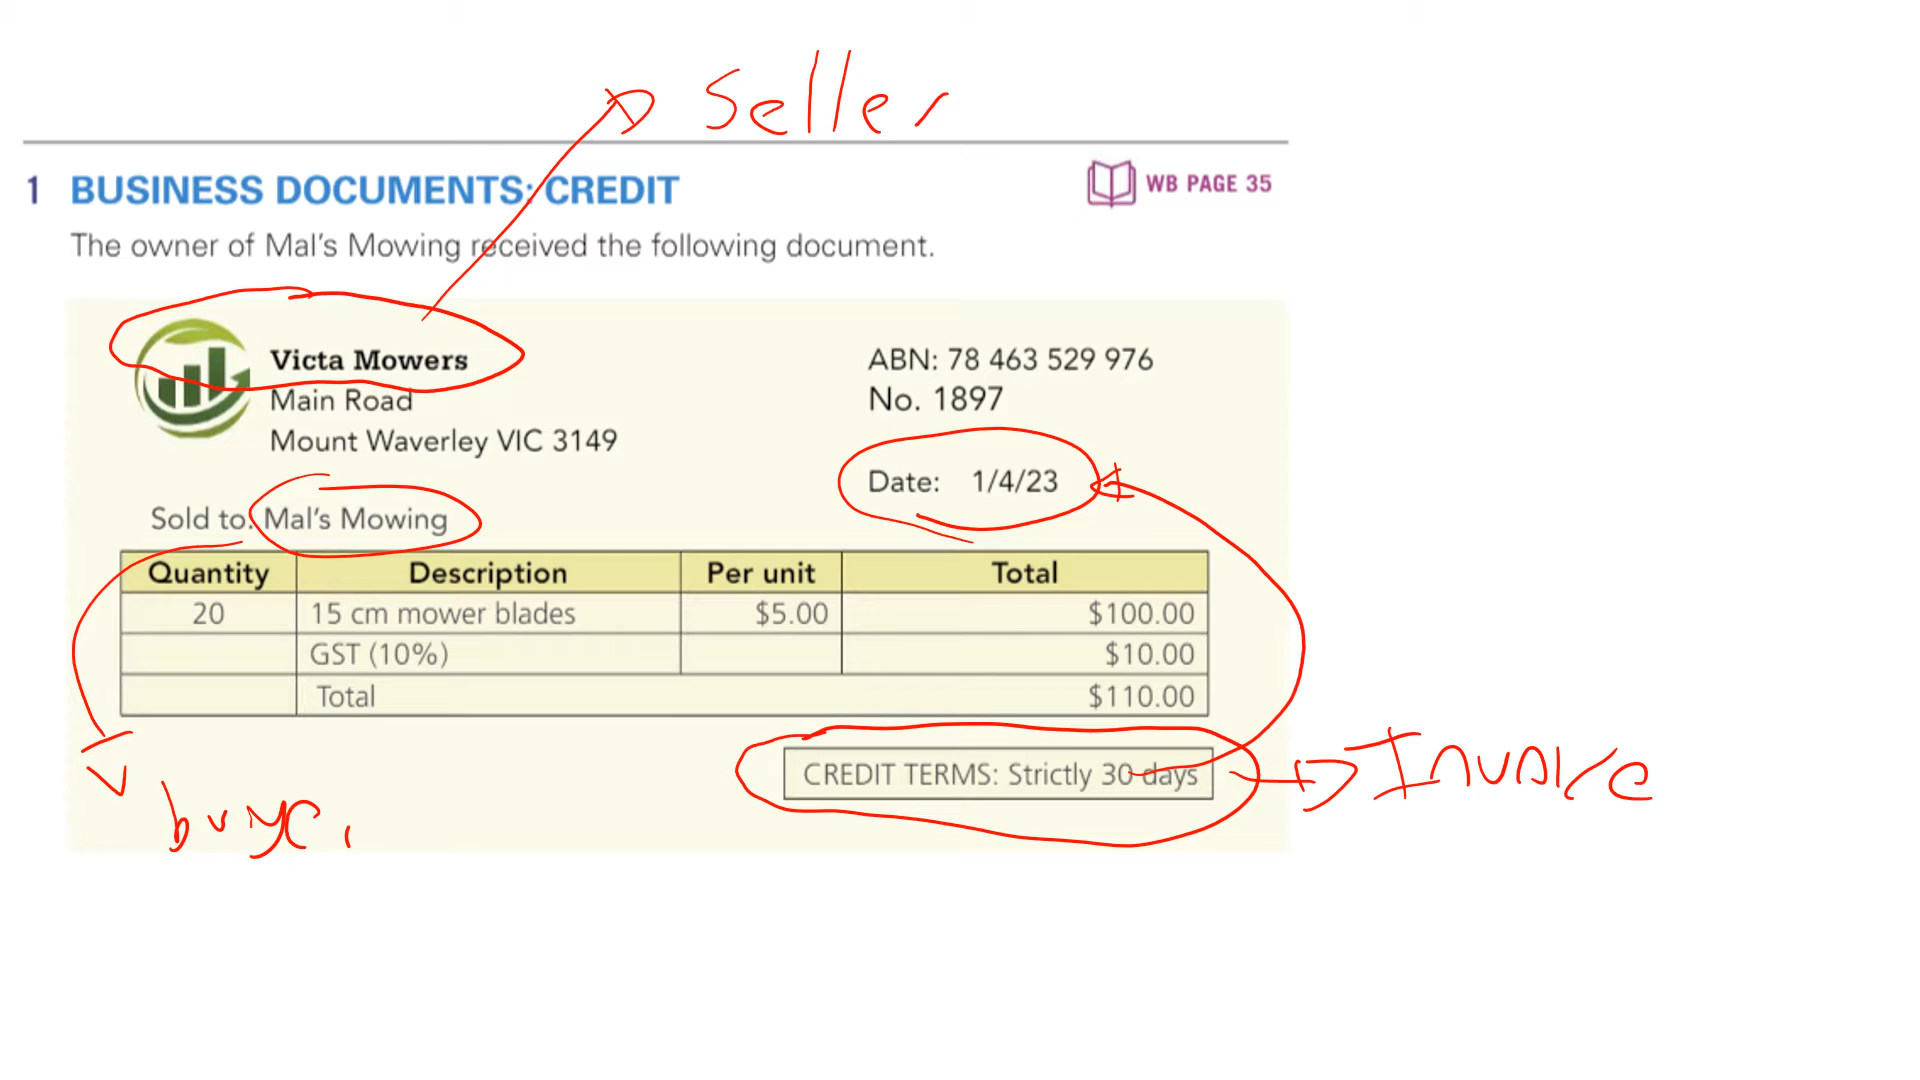 Seller
1 BUSINESS DOCUMENTS: CREDIT
WB PAGE 35
The owner of Mal's Mowing received the following document.
Victa Mowers
Main Road
Mount Waverley VIC 3149
ABN: 78 463 529 976
No. 1897
Date: 1/4/23
Sold to: Mal's Mowing
Quantity Description Per unit Total
20 15 cm mower blades $5.00 $100.00
GST (10%) $10.00
Total $110.00
CREDIT TERMS: Strictly 30 days
Invoice
buyer